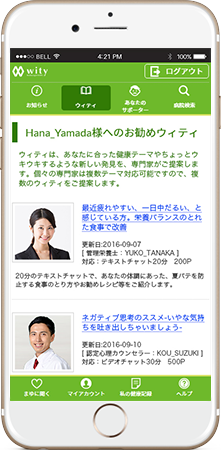 BELL 4:21 PM 100%
wity ログアウト
お知らせ ウィティ あなたの サポーター 病院検索
Hana_Yamada様へのお勧めウィティ
ウィティは、あなたに合った健康テーマやちょっとウ
キウキするような新しい発見を、専門家がご提案しま
す。個々の専門家は複数テーマ対応可能ですので、複
数のウィティをご提案します。
最近疲れやすい、一日中だるい、と
感じている方。栄養バランスのとれ
た食事で改善
更新日:2016-09-07
[ 管理栄養士：YUKO_TANAKA ]
対応：テキストチャット20分 200P
20分のテキストチャットで、あなたの体調にあった、夏バテを防
止する食事のとり方やお勧めレシピ等をご紹介します。
ネガティブ思考のススメ-いやな気持
ちを吐き出しちゃいましょう-
更新日:2016-09-10
[ 認定心理カウンセラー：KOU_SUZUKI ]
対応：ビデオチャット30分 500P
まゆに聞く マイアカウント 私の健康記録 ヘルプ